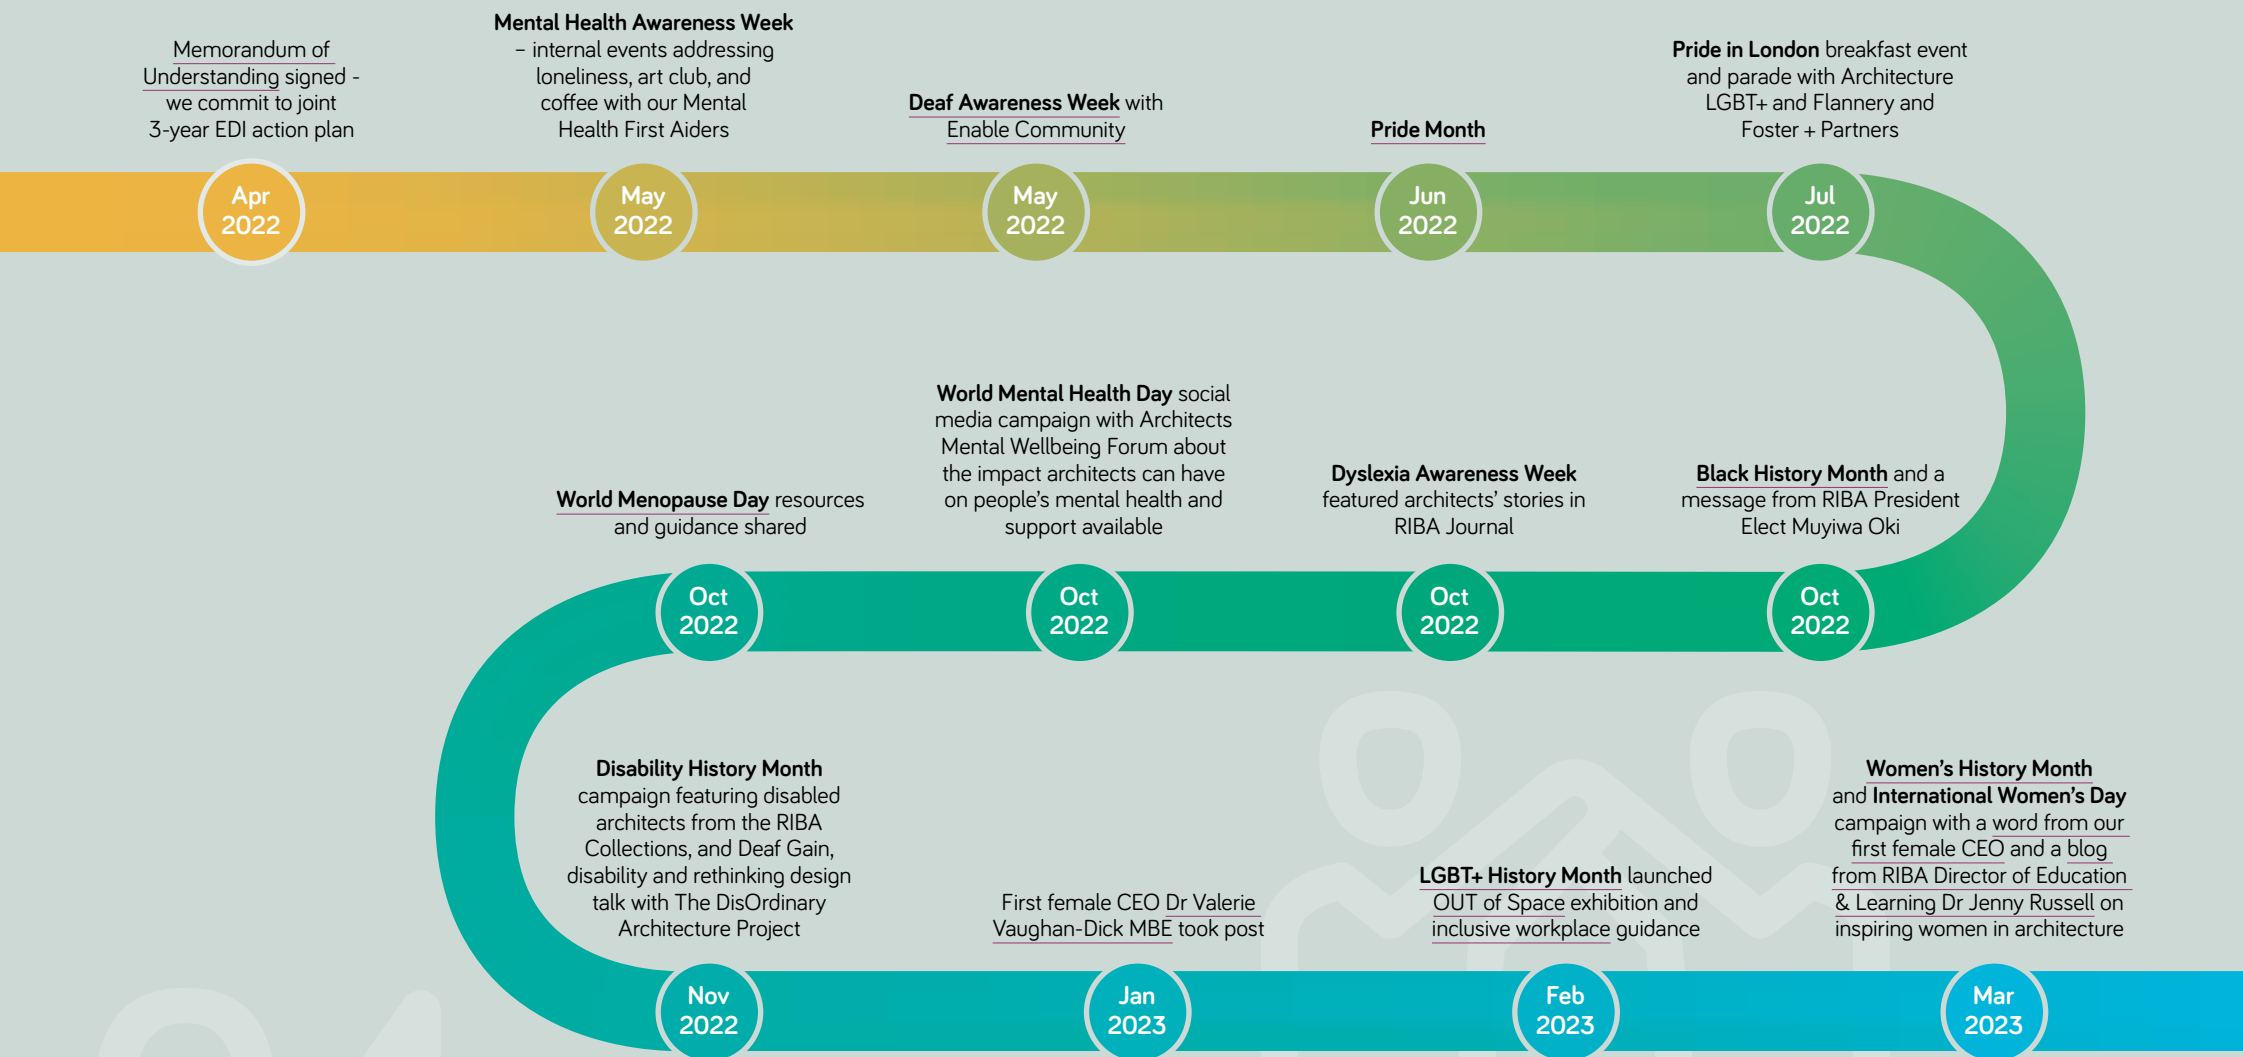 Memorandum of
Understanding signed -
we commit to joint
3-year EDI action plan
Apr
2022
Mental Health Awareness Week
– internal events addressing
loneliness, art club, and
coffee with our Mental
Health First Aiders
May
2022
Deaf Awareness Week with
Enable Community
May
2022
Pride Month
Jun
2022
Pride in London breakfast event
and parade with Architecture
LGBT+ and Flannery and
Foster + Partners
Jul
2022
Black History Month and a
message from RIBA President
Elect Muyiwa Oki
Oct
2022
Dyslexia Awareness Week
featured architects’ stories in
RIBA Journal
Oct
2022
World Mental Health Day social
media campaign with Architects
Mental Wellbeing Forum about
the impact architects can have
on people’s mental health and
support available
Oct
2022
World Menopause Day resources
and guidance shared
Oct
2022
Disability History Month
campaign featuring disabled
architects from the RIBA
Collections, and Deaf Gain,
disability and rethinking design
talk with The DisOrdinary
Architecture Project
Nov
2022
First female CEO Dr Valerie
Vaughan-Dick MBE took post
Jan
2023
LGBT+ History Month launched
OUT of Space exhibition and
inclusive workplace guidance
Feb
2023
Women’s History Month
and International Women’s Day
campaign with a word from our
first female CEO and a blog
from RIBA Director of Education
& Learning Dr Jenny Russell on
inspiring women in architecture
Mar
2023